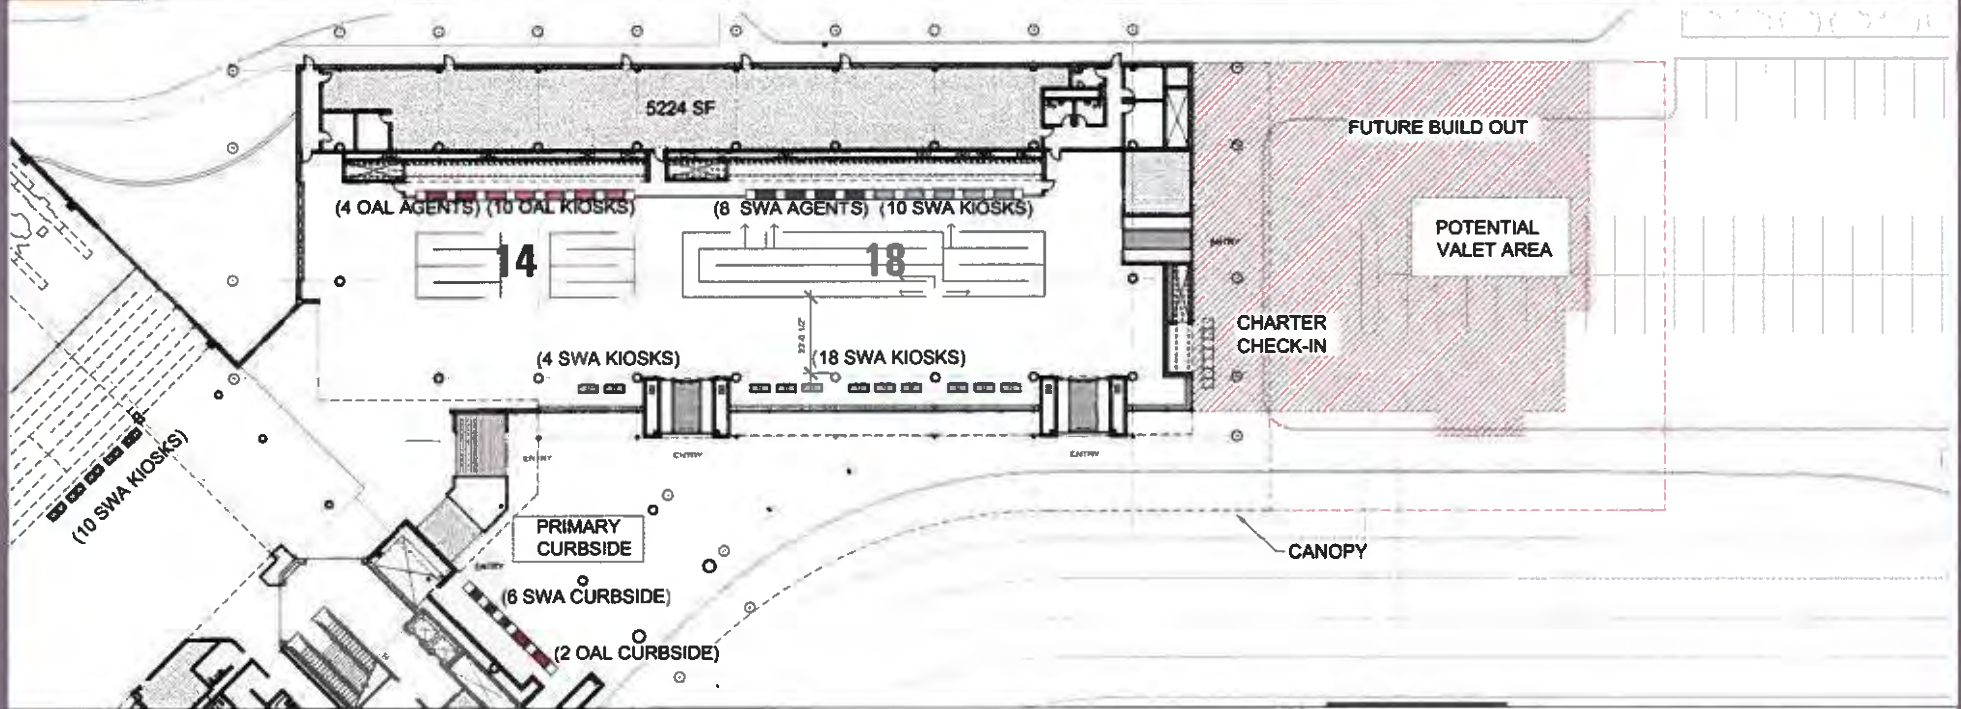 5224 SF
FUTURE BUILD OUT
(4 OAL AGENTS) (10 OAL KIOSKS)
(8 SWA AGENTS) (10 SWA KIOSKS)
14
18
POTENTIAL
VALET AREA
ENTRY
CHARTER
CHECK-IN
(4 SWA KIOSKS)
(18 SWA KIOSKS)
(10 SWA KIOSKS)
ENTRY
ENTRY
ENTRY
PRIMARY
CURBSIDE
CANOPY
ENTRY
(6 SWA CURBSIDE)
(2 OAL CURBSIDE)